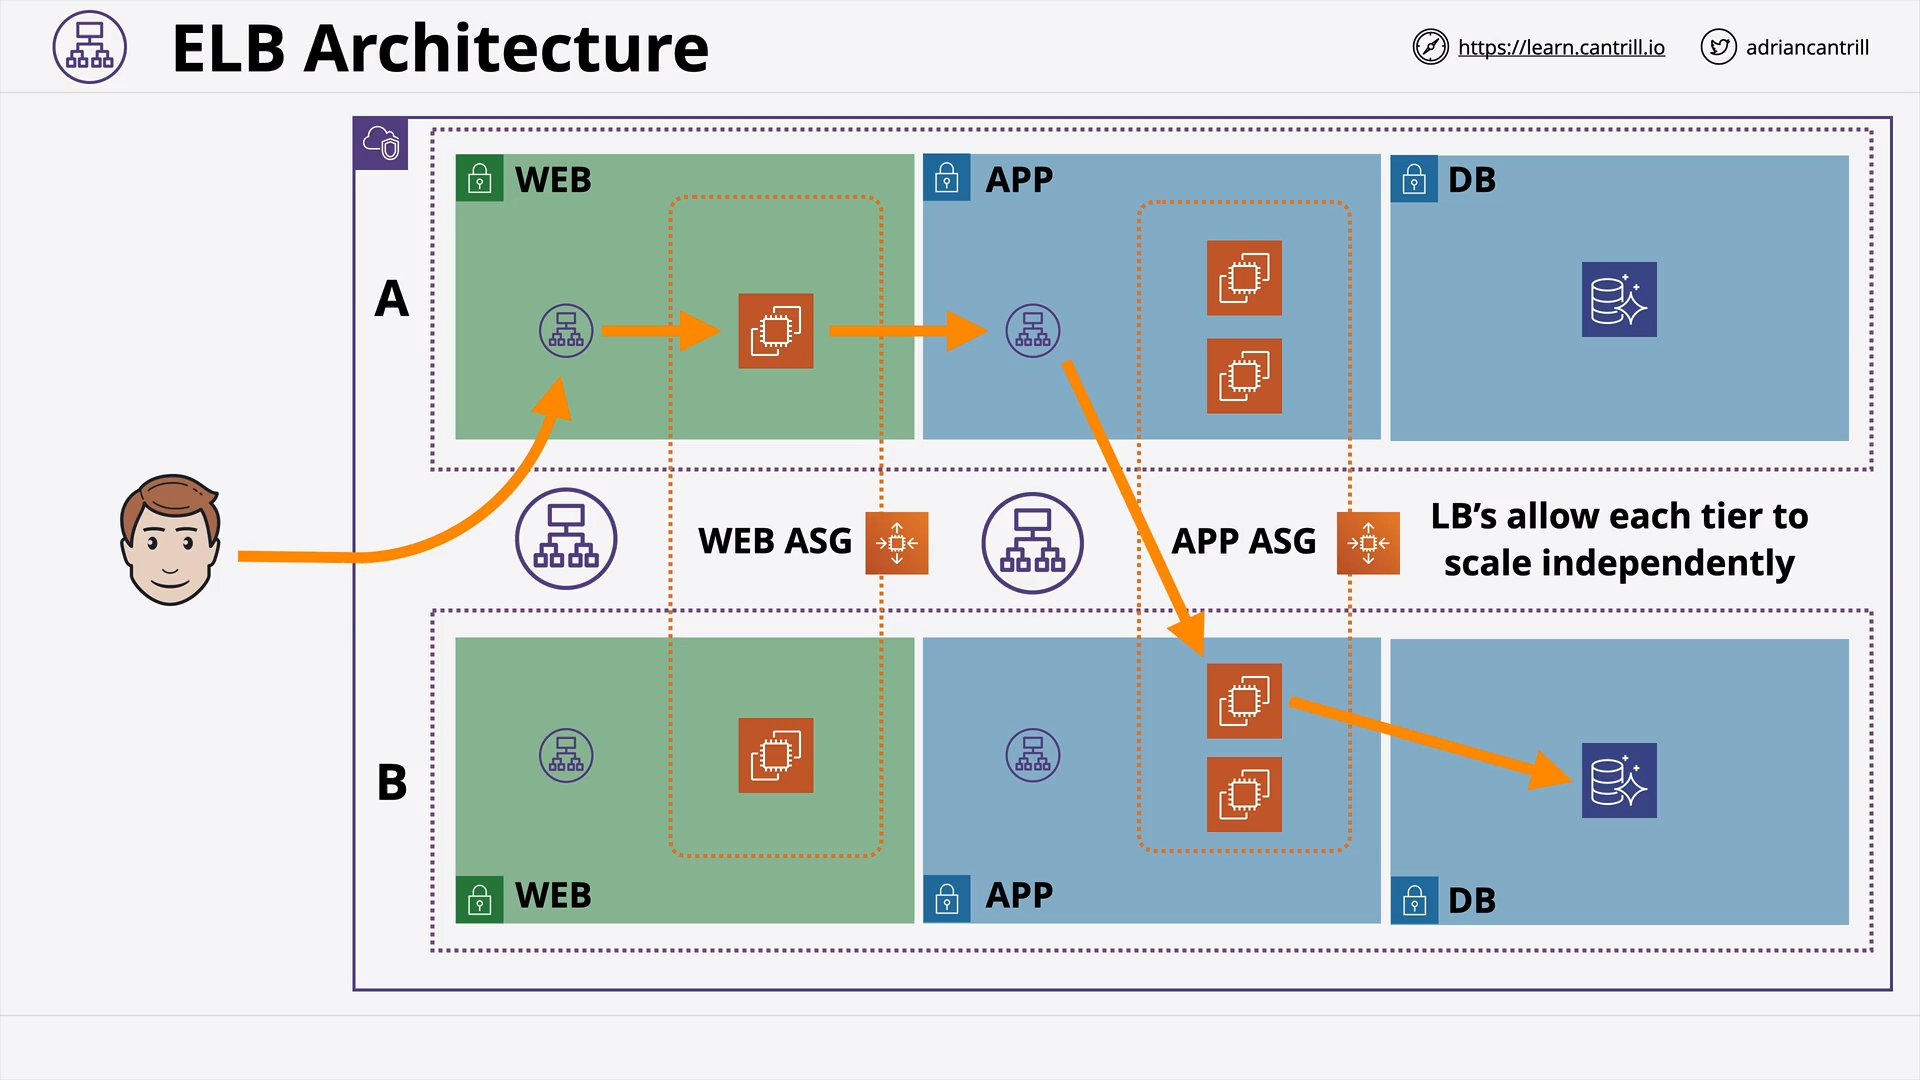 ELB Architecture
https://learn.cantrill.io
adriancantrill
WEB
APP
DB
A
WEB ASG
APP ASG
LB’s allow each tier to
scale independently
B
WEB
APP
DB